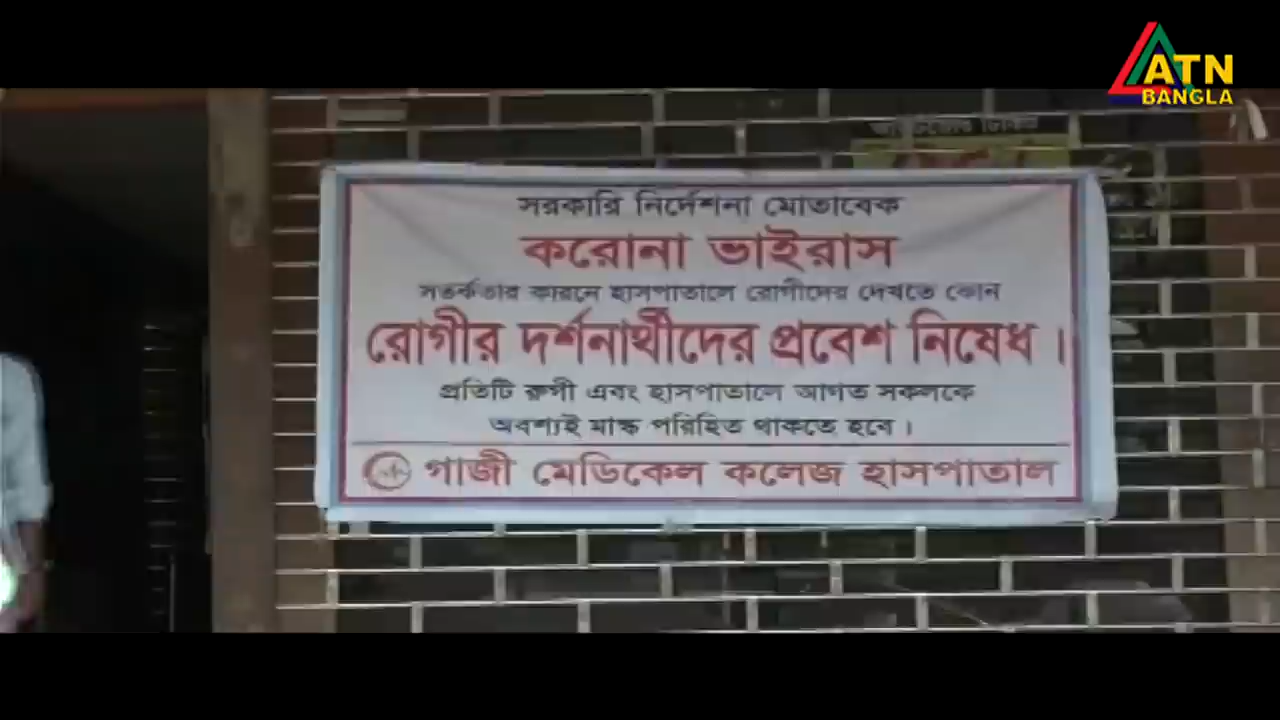 ATN
BANGLA
সরকারি নির্দেশনা মোতাবেক
করোনা ভাইরাস
সতর্কতার কারনে হাসপাতালে রোগীদের দেখতে কোন
রোগীর দর্শনার্থীদের প্রবেশ নিষেধ ।
প্রতিটি রুগী এবং হাসপাতালে আগত সকলকে
অবশ্যই মাস্ক পরিহিত থাকতে হবে ।
গাজী মেডিকেল কলেজ হাসপাতাল